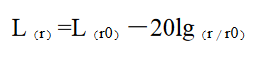 L (r) =L (r0) －20lg (r/r0)